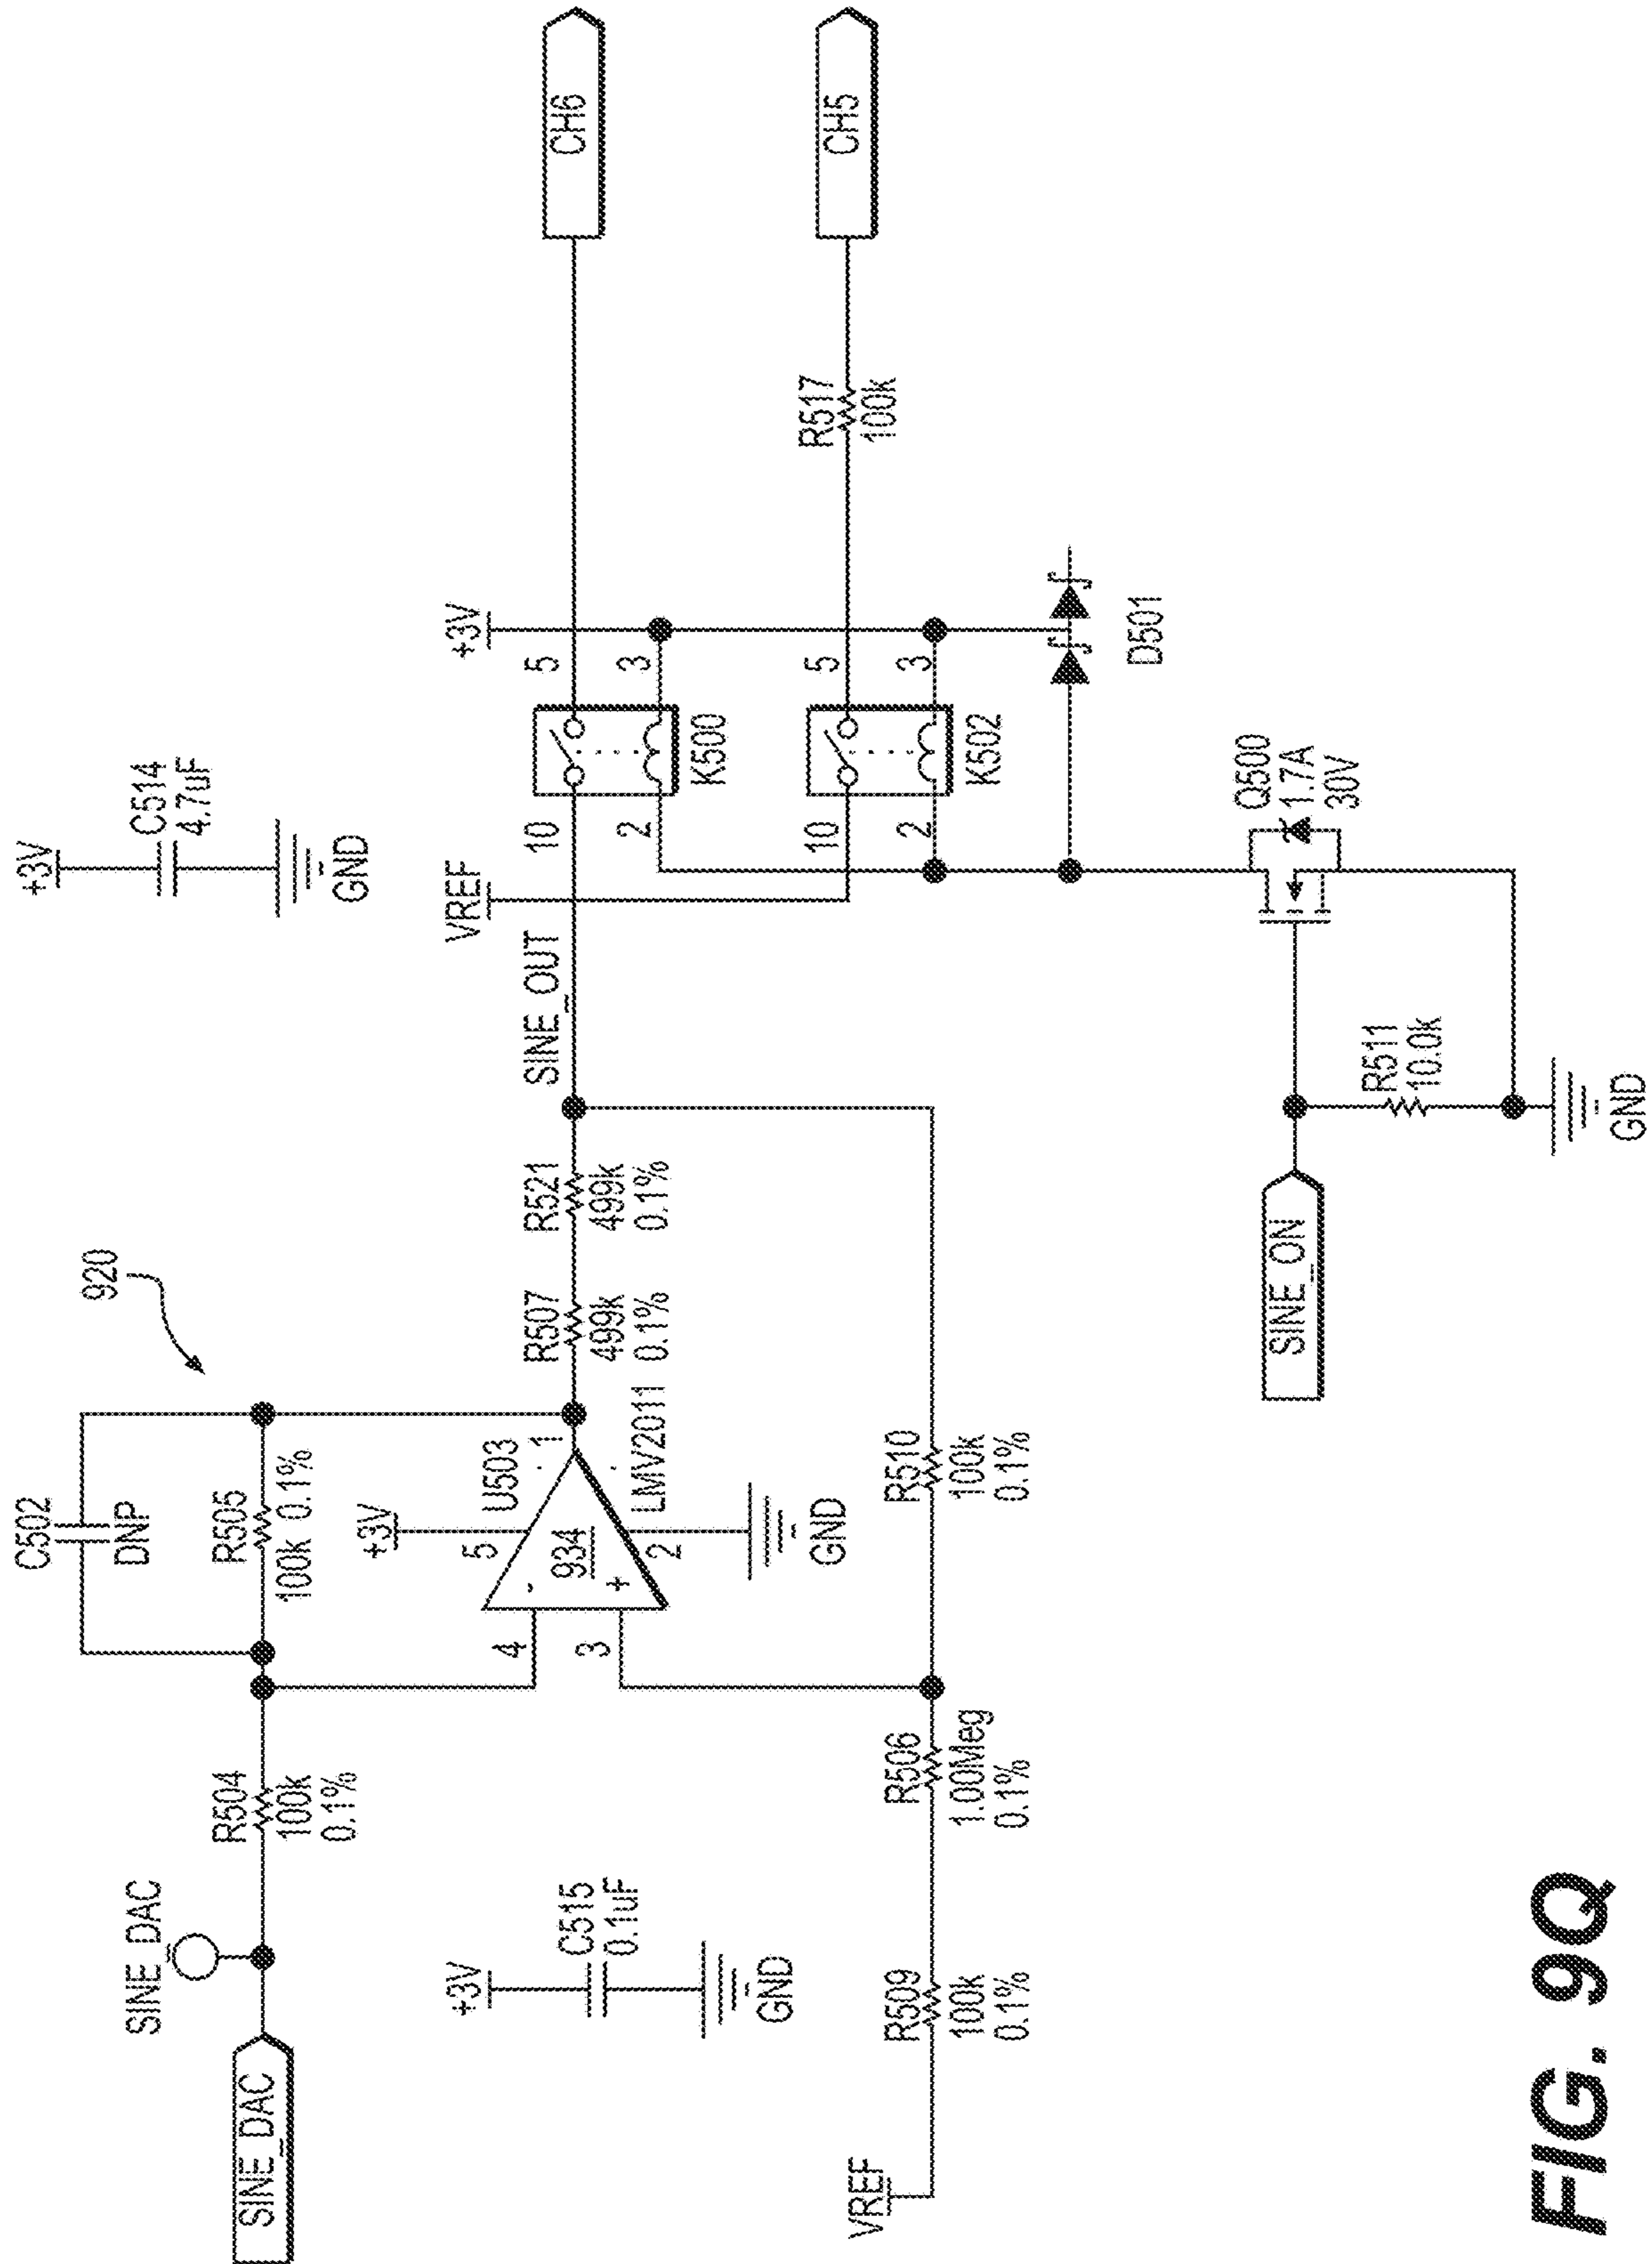 SINE_DAC
SINE_DAC
R504
100k
0.1%
C502
DNP
R505
100k 0.1%
920
+3V
5
4
3
-
+
934
2
U503
1
LMV2011
GND
R507
499k
0.1%
R521
499k
0.1%
SINE_OUT
+3V
C514
4.7uF
GND
+3V
C515
0.1uF
GND
VREF
R509
100k
0.1%
R506
1.00Meg
0.1%
R510
100k
0.1%
VREF
10
2
K500
5
3
+3V
CH6
10
2
K502
5
3
R517
100k
CH5
D501
SINE_ON
R511
10.0k
GND
Q500
1.7A
30V
FIG. 9Q